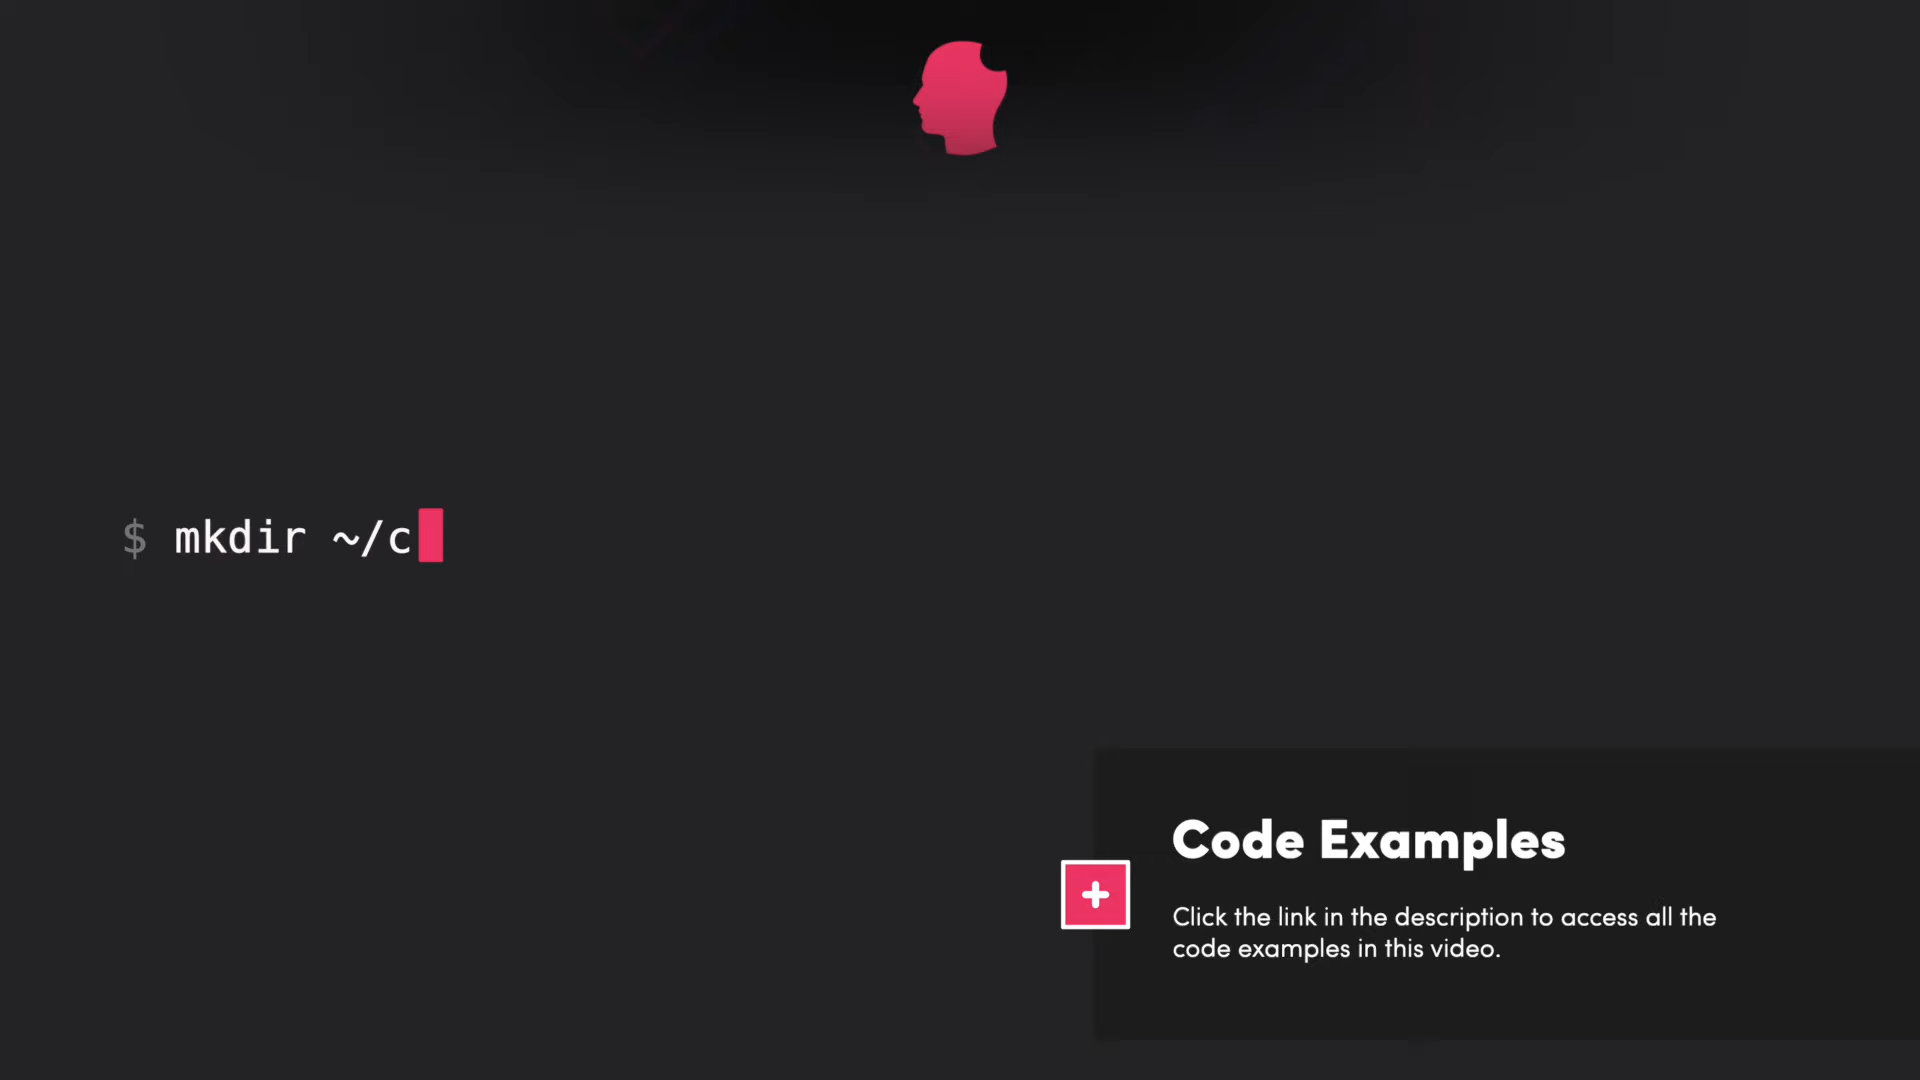 $ mkdir ~/c
Code Examples
Click the link in the description to access all the
code examples in this video.